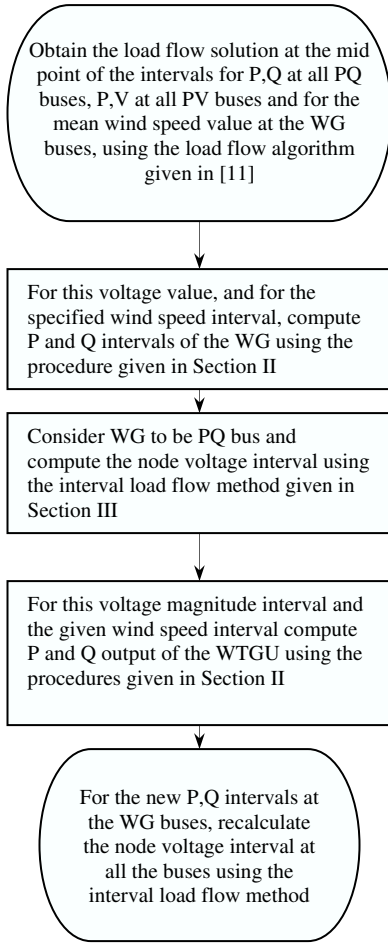 Obtain the load flow solution at the mid
point of the intervals for P,Q at all PQ
buses, P,V at all PV buses and for the
mean wind speed value at the WG
buses, using the load flow algorithm
given in [11]
For this voltage value, and for the
specified wind speed interval, compute
P and Q intervals of the WG using the
procedure given in Section II
Consider WG to be PQ bus and
compute the node voltage interval using
the interval load flow method given in
Section III
For this voltage magnitude interval and
the given wind speed interval compute
P and Q output of the WTGU using the
procedures given in Section II
For the new P,Q intervals at
the WG buses, recalculate
the node voltage interval at
all the buses using the
interval load flow method